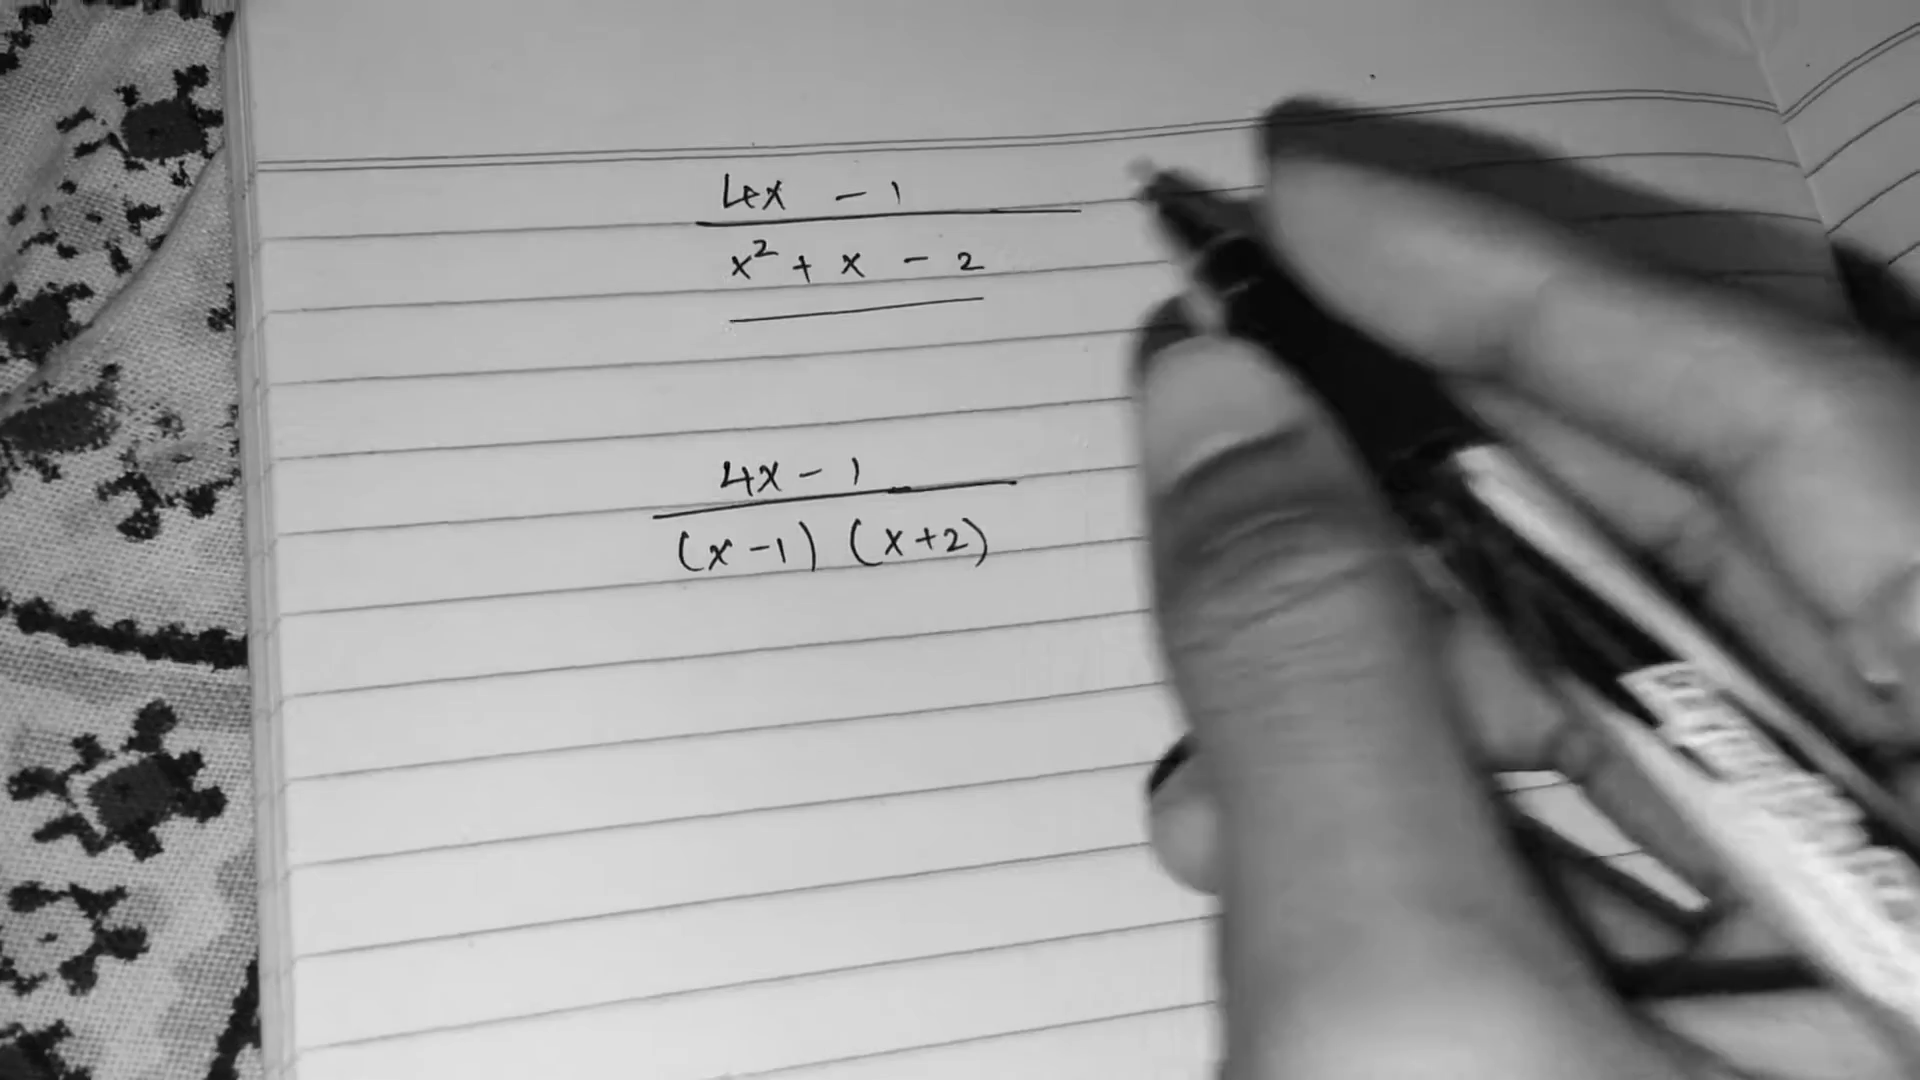 4x - 1
x² + x - 2
4x - 1
(x - 1) (x + 2)